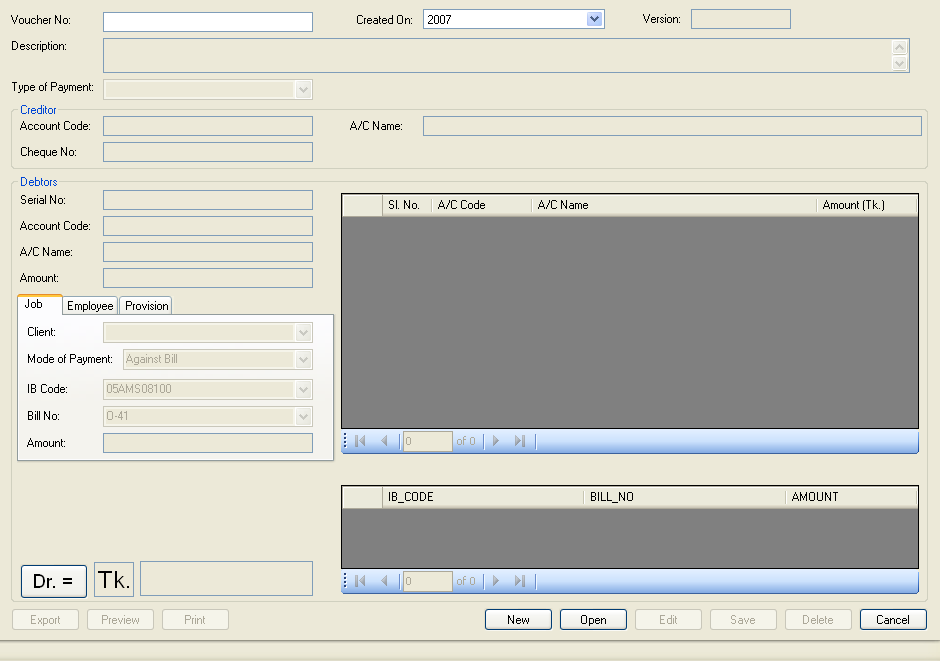 Voucher No: Created On: 2007 Version:
Description:
Type of Payment:
Creditor
Account Code: A/C Name:
Cheque No:
Debtors
Serial No:
Sl. No. A/C Code A/C Name Amount (Tk.)
Account Code:
A/C Name:
Amount:
Job Employee Provision
Client:
Mode of Payment: Against Bill
IB Code: 05AMS08100
Bill No: O-41
Amount:
0 of 0
IB_CODE BILL_NO AMOUNT
Dr. = Tk.
0 of 0
Export Preview Print New Open Edit Save Delete Cancel